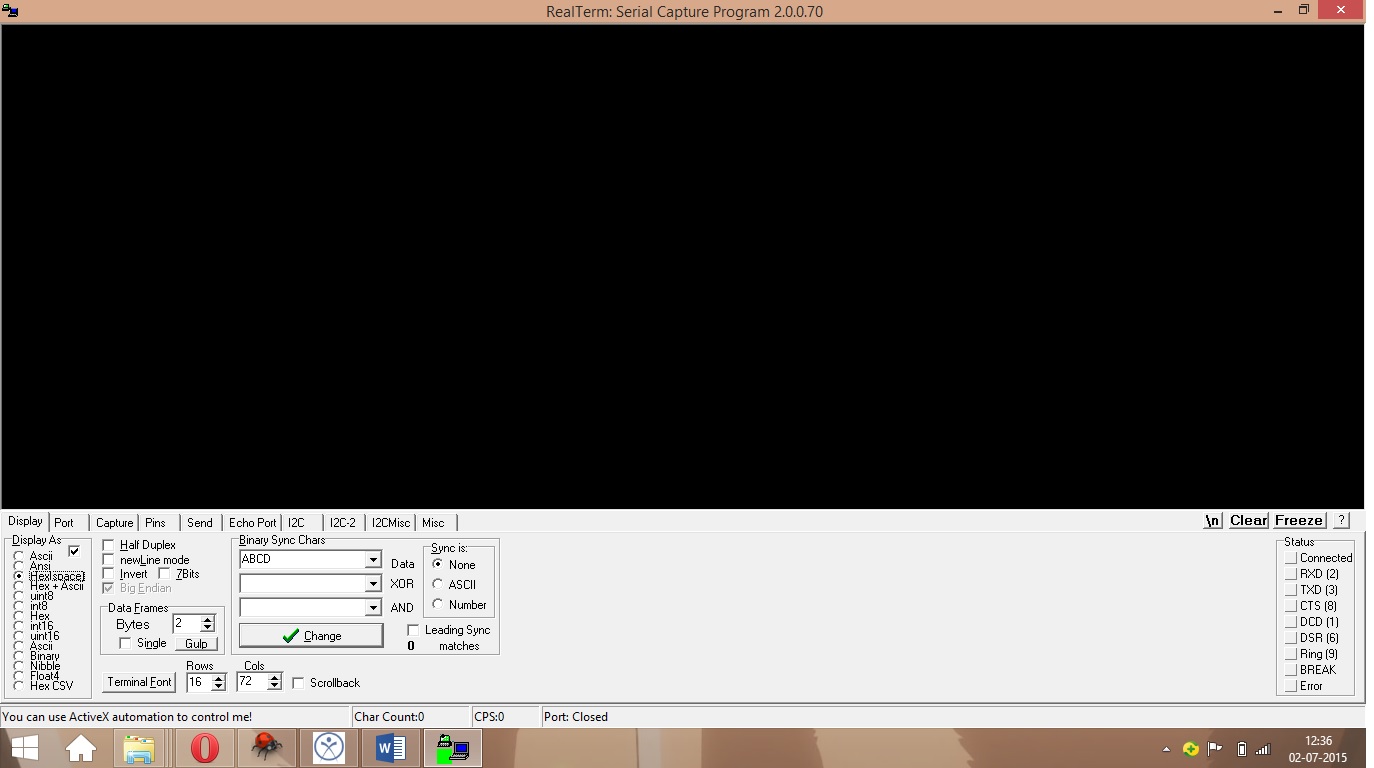 RealTerm: Serial Capture Program 2.0.0.70
Display Port Capture Pins Send Echo Port I2C I2C-2 I2CMisc Misc
\n Clear Freeze ?
Display As
Ascii
Ansi
Hex[space]
Hex + Ascii
uint8
int8
Hex
int16
uint16
Ascii
Binary
Nibble
Float4
Hex CSV
Half Duplex
newLine mode
Invert 7Bits
Big Endian
Data Frames
Bytes 2
Single Gulp
Terminal Font
Rows
16
Cols
72
Scrollback
Binary Sync Chars
ABCD Data
XOR
AND
Change
Sync is:
None
ASCII
Number
Leading Sync
0 matches
Status
Connected
RXD (2)
TXD (3)
CTS (8)
DCD (1)
DSR (6)
Ring (9)
BREAK
Error
You can use ActiveX automation to control me! Char Count:0 CPS:0 Port: Closed
W
12:36
02-07-2015